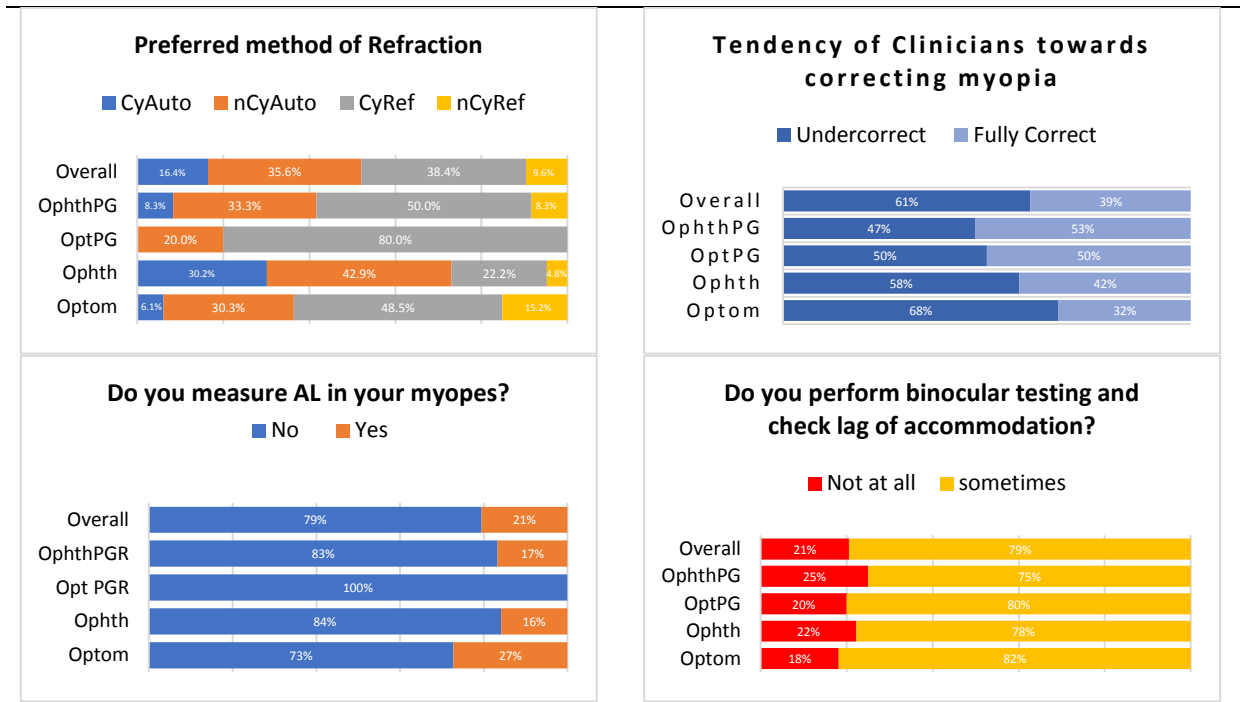 Preferred method of Refraction
CyAuto nCyAuto CyRef nCyRef
Overall 16.4% 35.6% 38.4% 9.6%
OphthPG 8.3% 33.3% 50.0% 8.3%
OptPG 20.0% 80.0%
Ophth 30.2% 42.9% 22.2% 4.8%
Optom 6.1% 30.3% 48.5% 15.2%
Tendency of Clinicians towards
correcting myopia
Undercorrect Fully Correct
Overall 61% 39%
OphthPG 47% 53%
OptPG 50% 50%
Ophth 58% 42%
Optom 68% 32%
Do you measure AL in your myopes?
No Yes
Overall 79% 21%
OphthPGR 83% 17%
Opt PGR 100%
Ophth 84% 16%
Optom 73% 27%
Do you perform binocular testing and
check lag of accommodation?
Not at all sometimes
Overall 21% 79%
OphthPG 25% 75%
OptPG 20% 80%
Ophth 22% 78%
Optom 18% 82%